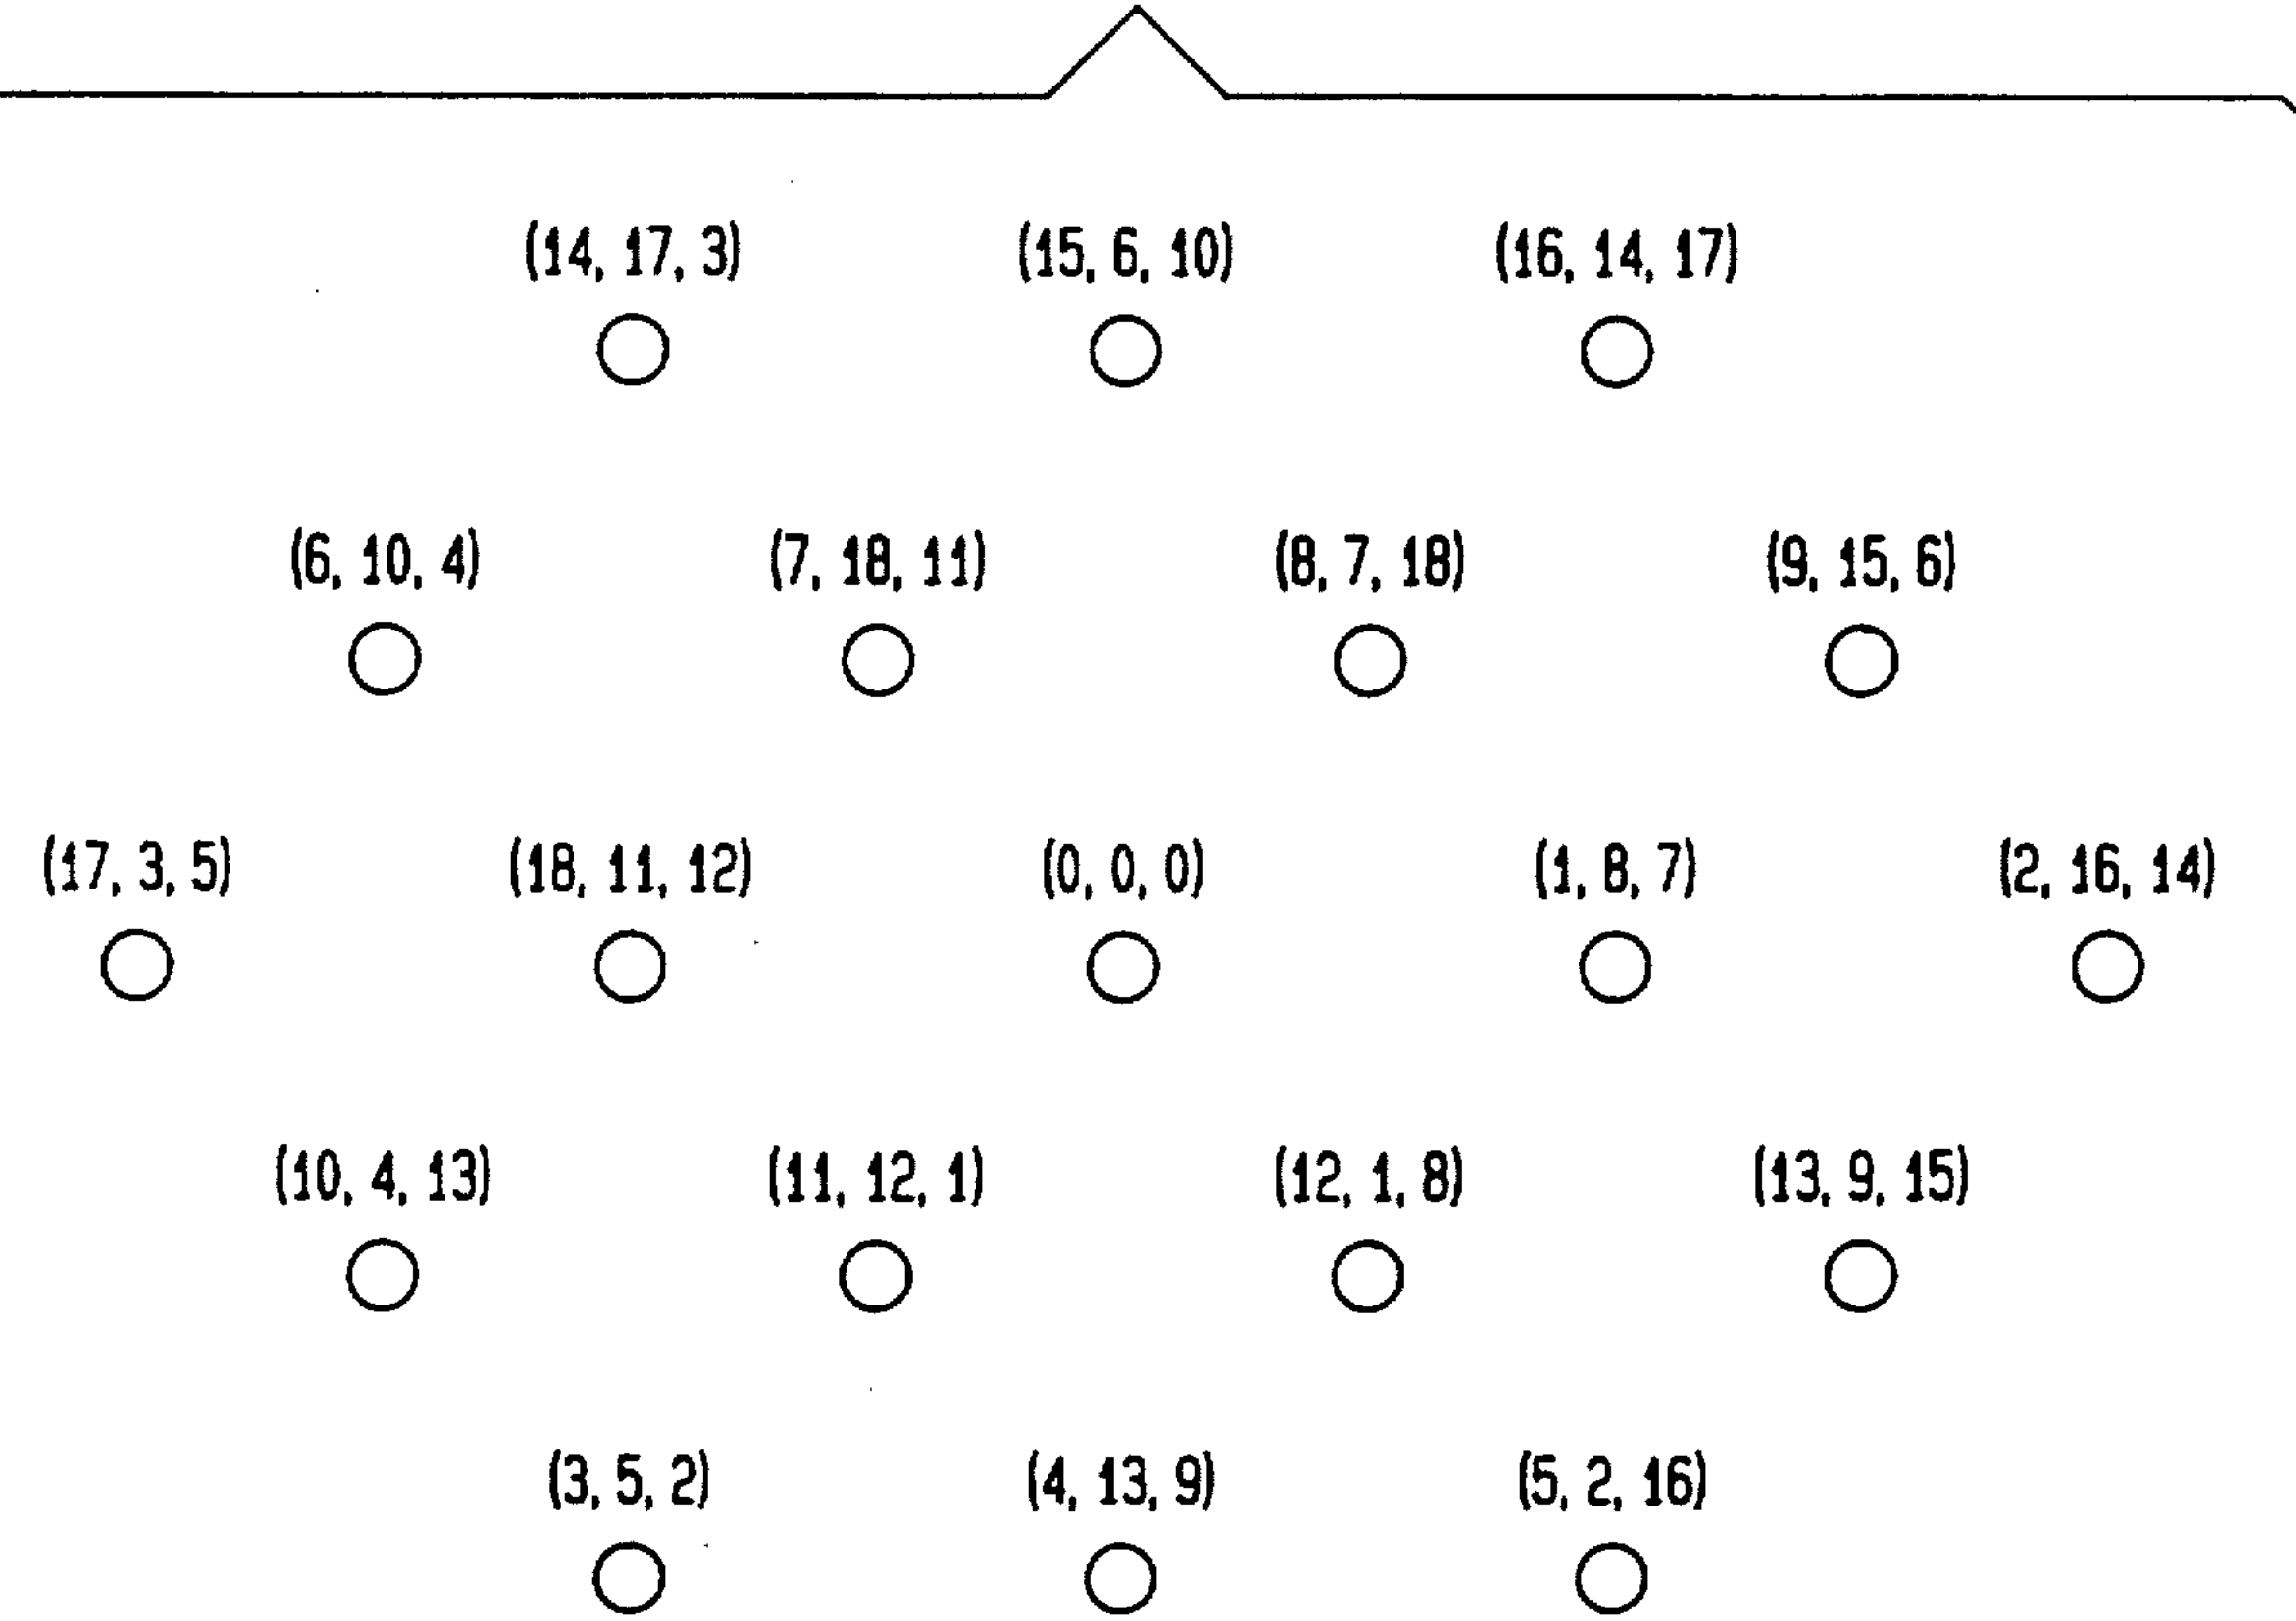 (14, 17, 3) (15, 6, 10) (16, 14, 17)
(6, 10, 4) (7, 18, 11) (8, 7, 18) (9, 15, 6)
(17, 3, 5) (18, 11, 12) (0, 0, 0) (1, 8, 7) (2, 16, 14)
(10, 4, 13) (11, 12, 1) (12, 1, 8) (13, 9, 15)
(3, 5, 2) (4, 13, 9) (5, 2, 16)